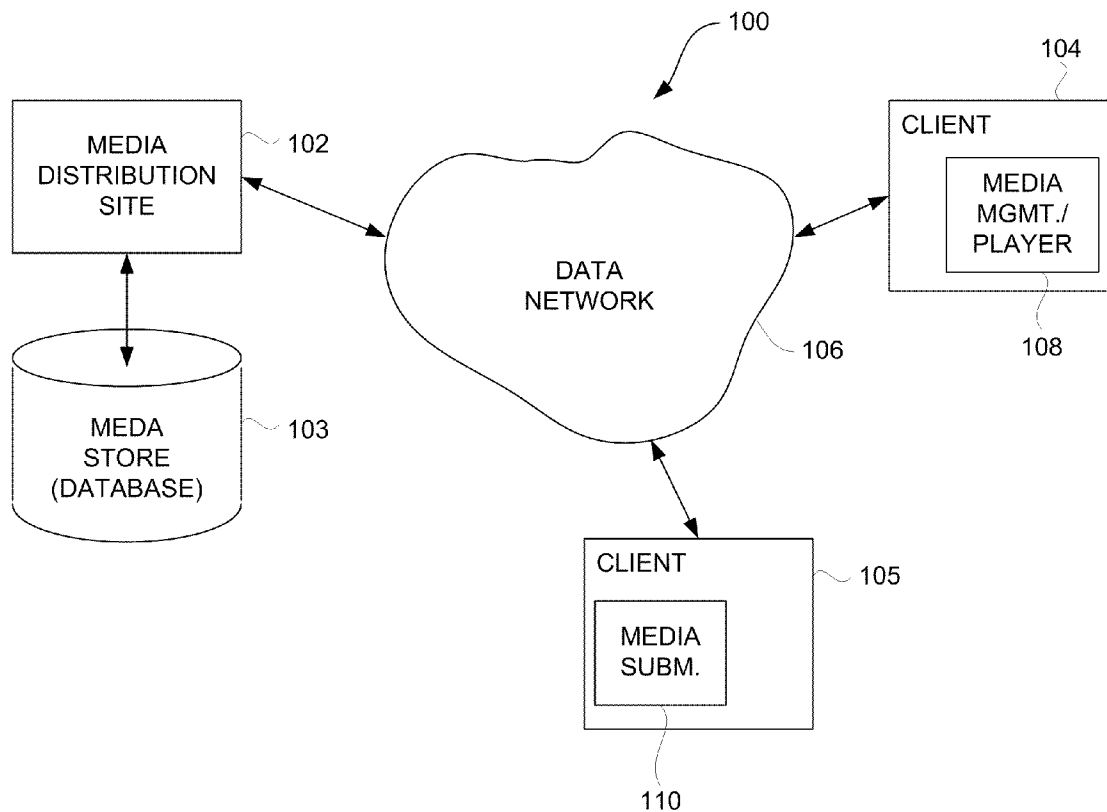 100
104
MEDIA
DISTRIBUTION
SITE
102
CLIENT
MEDIA
MGMT./
PLAYER
DATA
NETWORK
106
108
MEDA
STORE
(DATABASE)
103
CLIENT
105
MEDIA
SUBM.
110